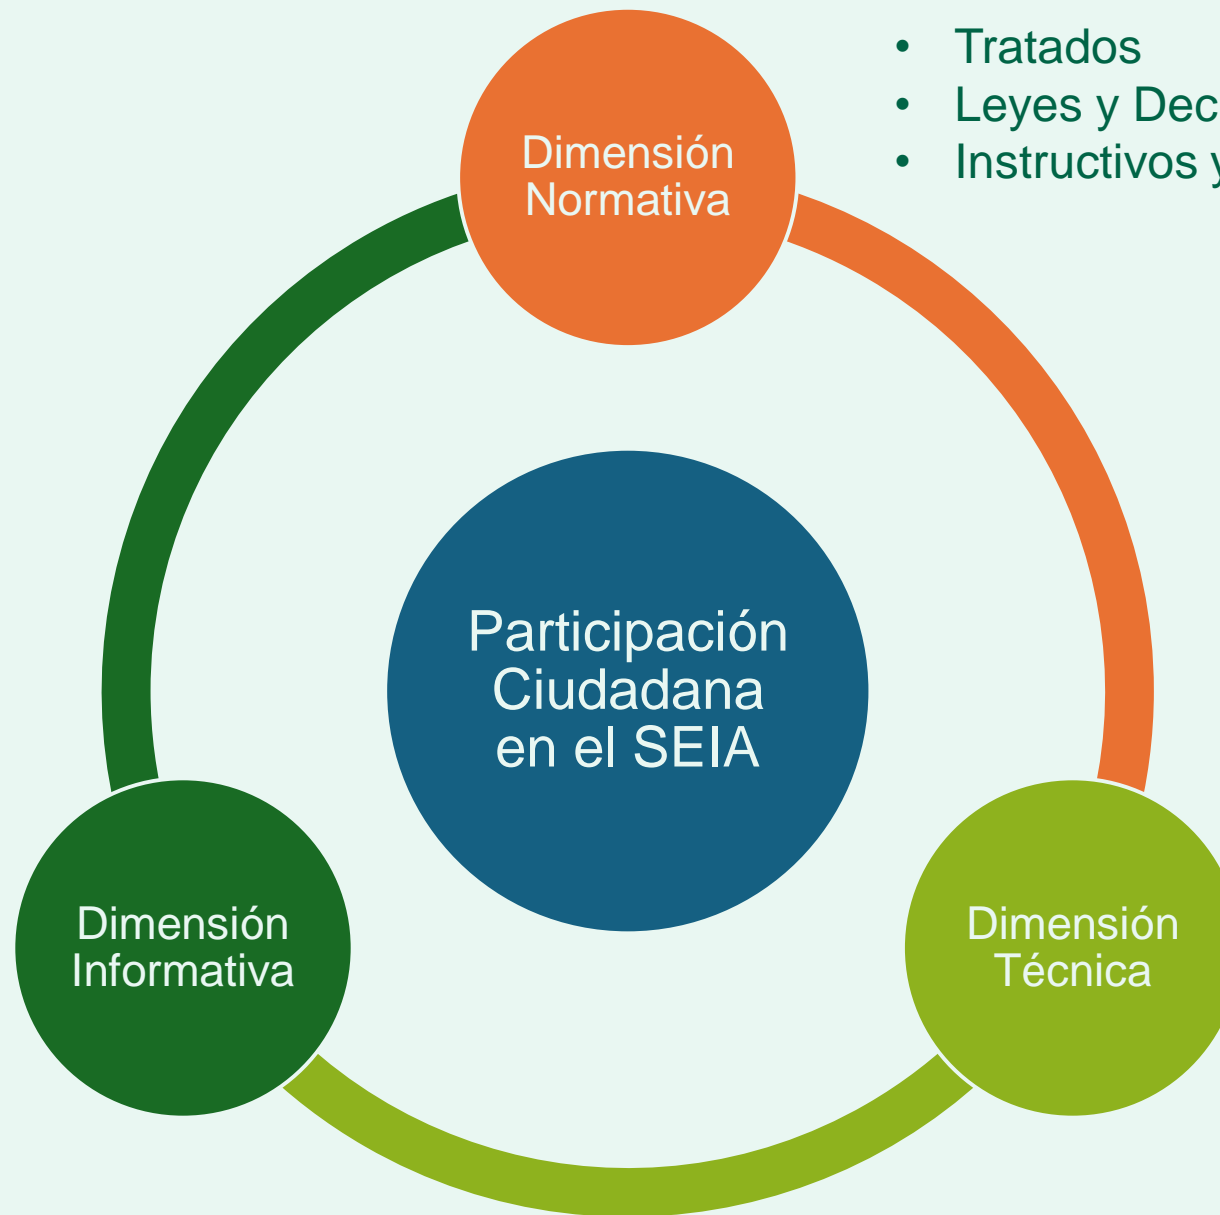 • Tratados
• Leyes y Dec
• Instructivos y
Dimensión
Normativa
Participación
Ciudadana
en el SEIA
Dimensión
Informativa
Dimensión
Técnica